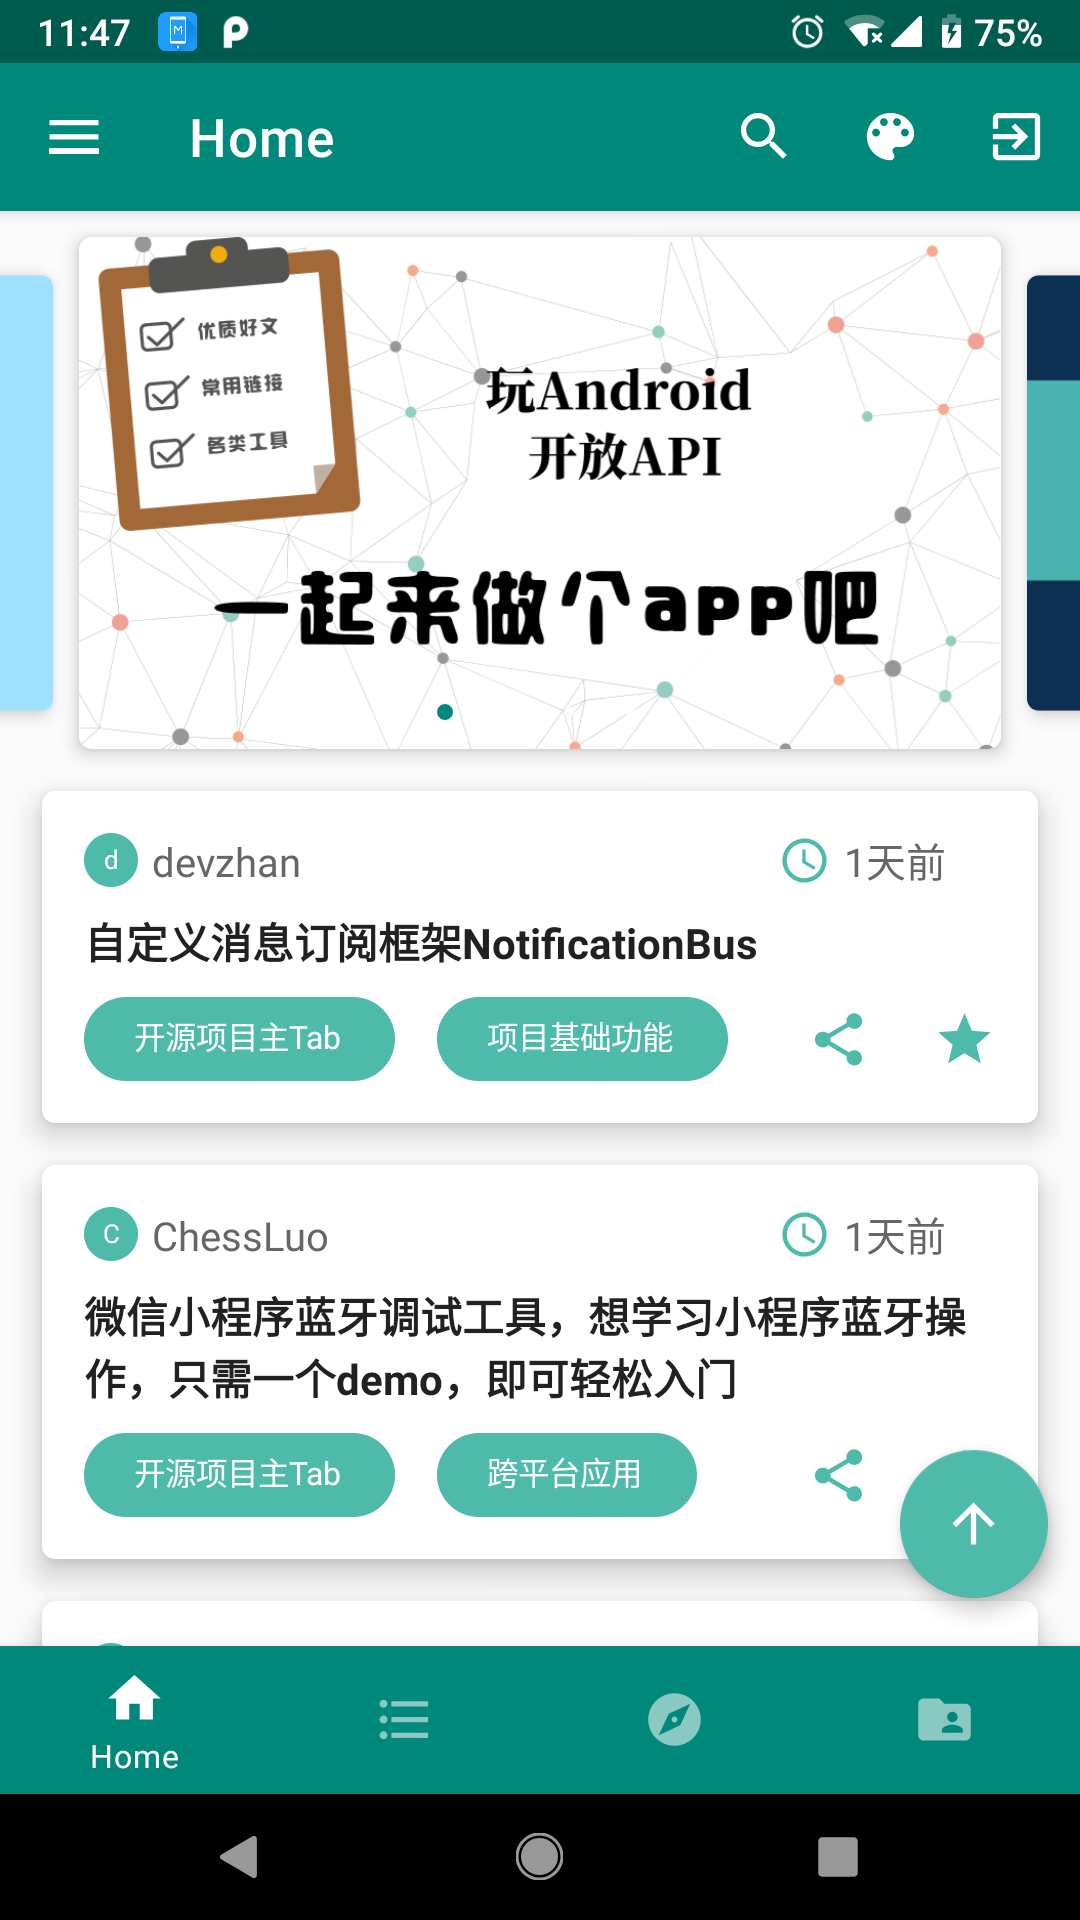 11:47
75%
Home
优质好文
常用链接
各类工具
玩Android
开放API
一起来做个app吧
d devzhan 1天前
自定义消息订阅框架NotificationBus
开源项目主Tab 项目基础功能
C ChessLuo 1天前
微信小程序蓝牙调试工具，想学习小程序蓝牙操
作，只需一个demo，即可轻松入门
开源项目主Tab 跨平台应用
Home